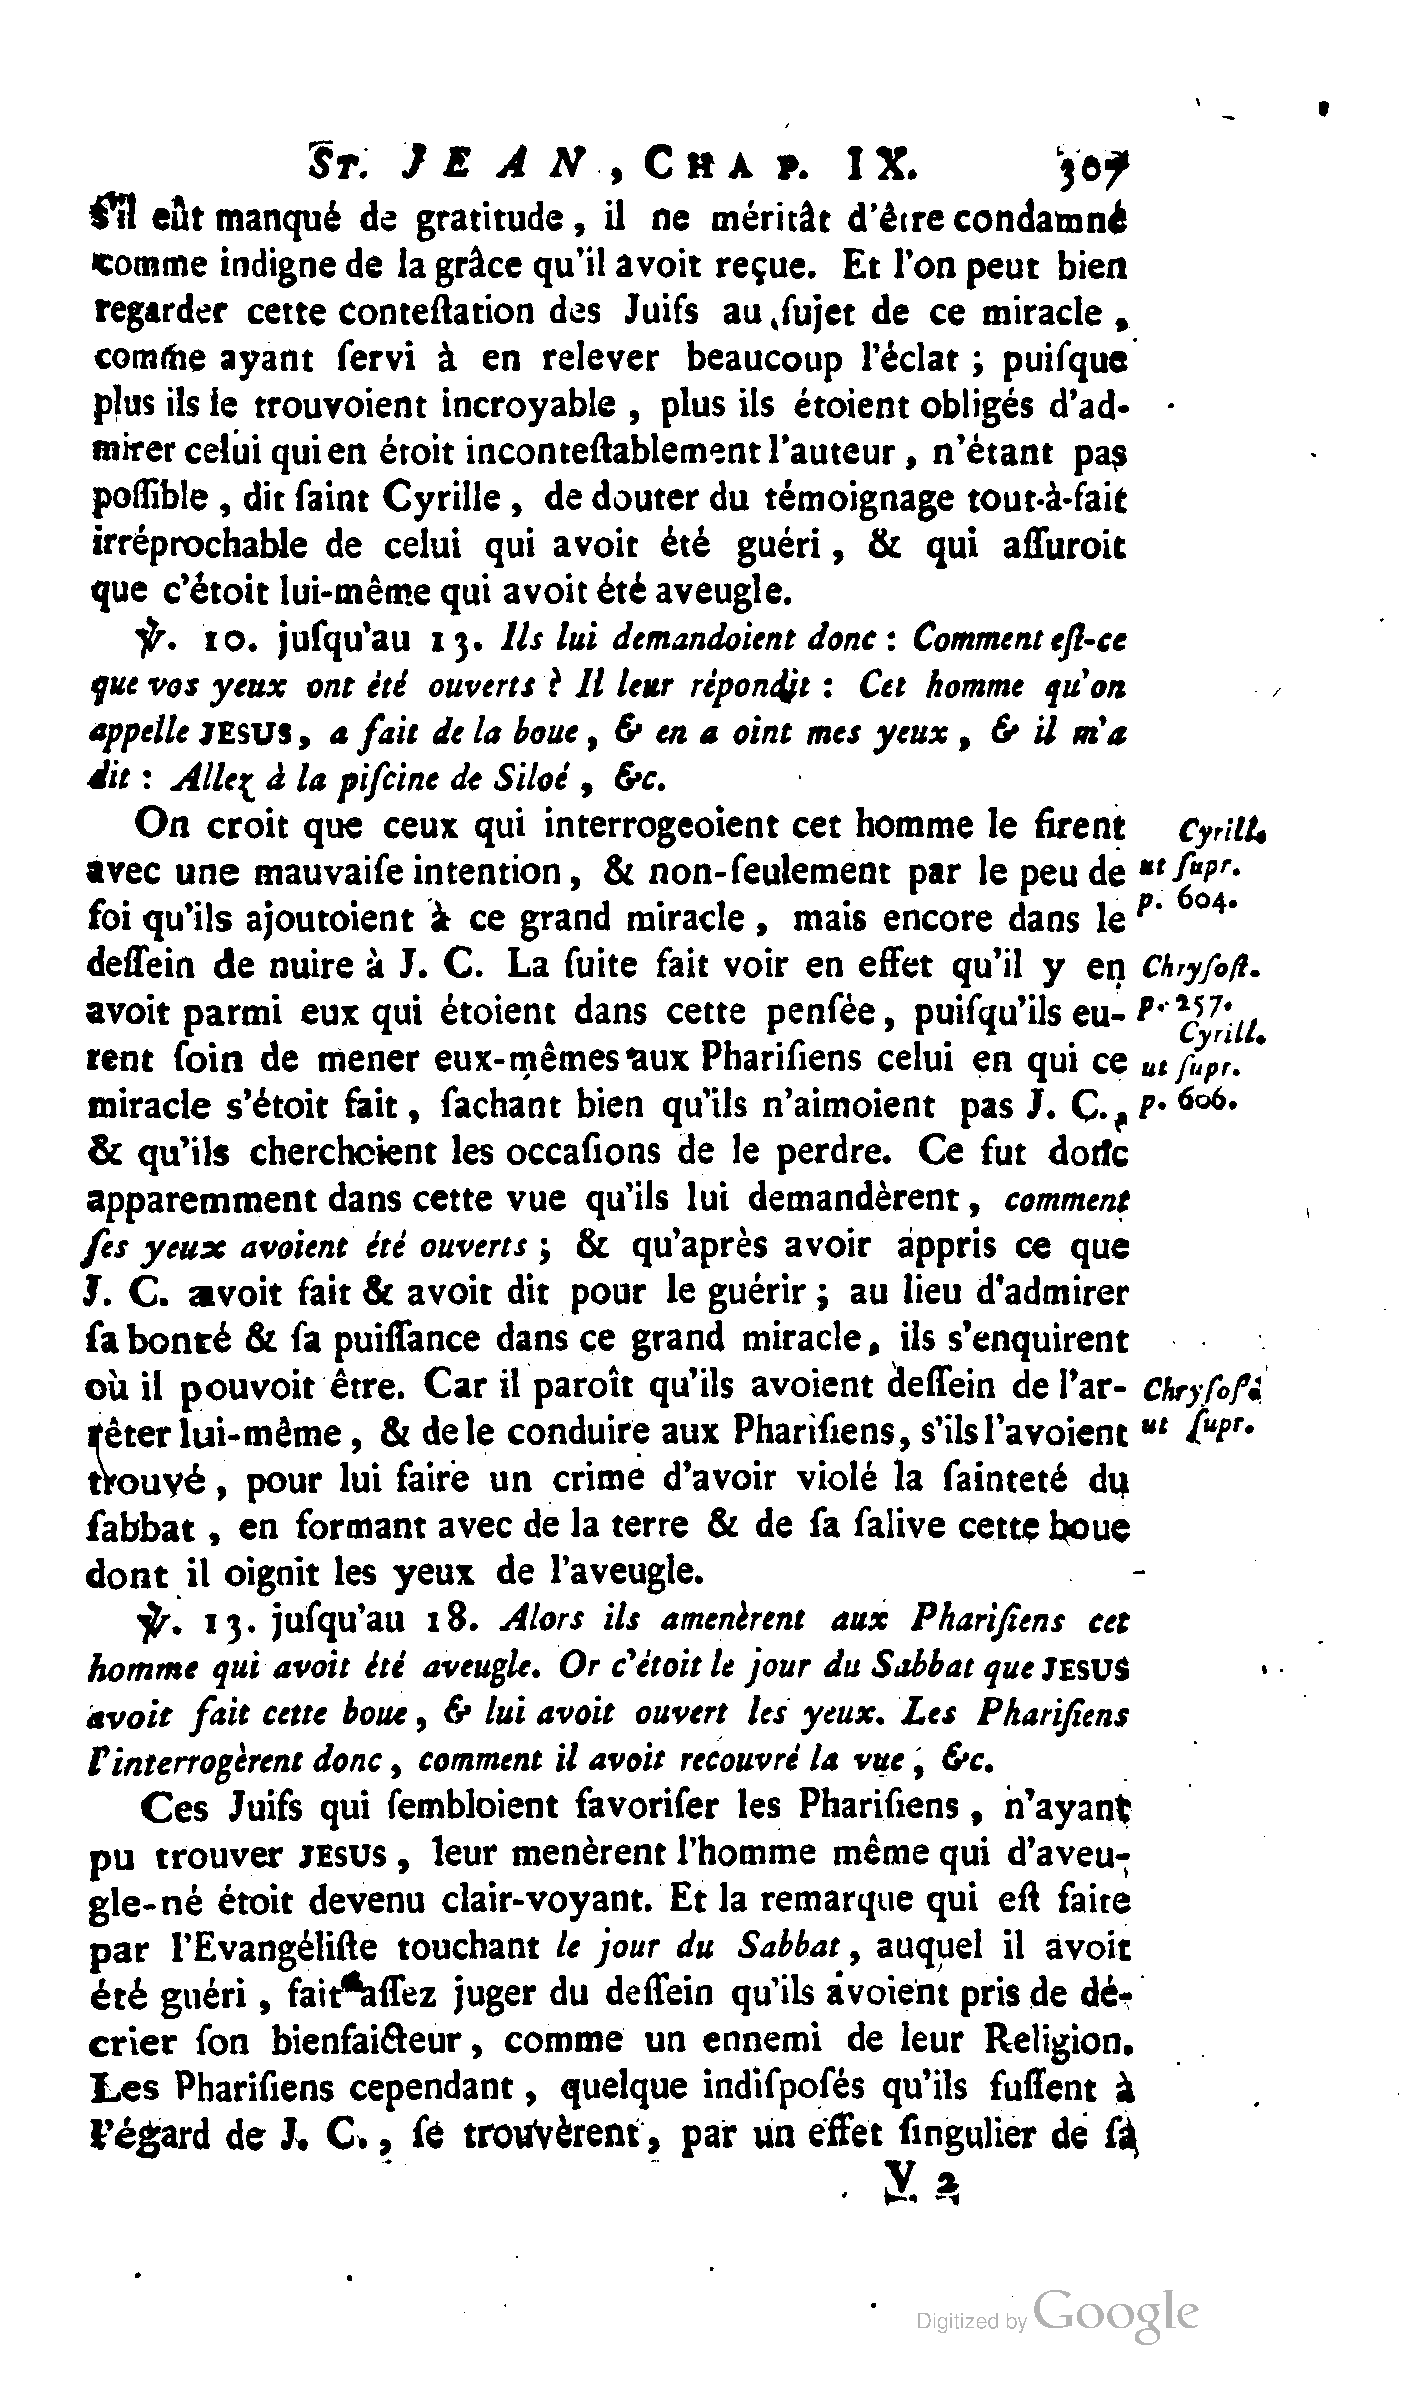 ST. JEAN, CHAP. IX. 307
s'il eût manqué de gratitude, il ne méritât d'être condamné
comme indigne de la grâce qu'il avoit reçue. Et l'on peut bien
regarder cette conteſtation des Juifs au ſujet de ce miracle,
comme ayant ſervi à en relever beaucoup l'éclat ; puiſque
plus ils le trouvoient incroyable, plus ils étoient obligés d'ad-
mirer celui qui en étoit inconteſtablement l'auteur, n'étant pas
poſſible, dit ſaint Cyrille, de douter du témoignage tout-à-fait
irréprochable de celui qui avoit été guéri, & qui aſſuroit
que c'étoit lui-même qui avoit été aveugle.
℣. 10. juſqu'au 13. Ils lui demandoient donc : Comment eſt-ce
que vos yeux ont été ouverts ? Il leur répondit : Cet homme qu'on
appelle JESUS, a fait de la boue, & en a oint mes yeux, & il m'a
dit : Allez à la piſcine de Siloé, &c.
On croit que ceux qui interrogeoient cet homme le firent
avec une mauvaiſe intention, & non-ſeulement par le peu de
foi qu'ils ajoutoient à ce grand miracle, mais encore dans le
deſſein de nuire à J. C. La ſuite fait voir en effet qu'il y en
avoit parmi eux qui étoient dans cette penſée, puiſqu'ils eu-
rent ſoin de mener eux-mêmes aux Phariſiens celui en qui ce
miracle s'étoit fait, ſachant bien qu'ils n'aimoient pas J. C.,
& qu'ils cherchoient les occaſions de le perdre. Ce fut donc
apparemment dans cette vue qu'ils lui demandèrent, comment
ſes yeux avoient été ouverts ; & qu'après avoir appris ce que
J. C. avoit fait & avoit dit pour le guérir ; au lieu d'admirer
ſa bonté & ſa puiſſance dans ce grand miracle, ils s'enquirent
où il pouvoit être. Car il paroît qu'ils avoient deſſein de l'ar-
rêter lui-même, & de le conduire aux Phariſiens, s'ils l'avoient
trouvé, pour lui faire un crime d'avoir violé la ſainteté du
ſabbat, en formant avec de la terre & de ſa ſalive cette boue
dont il oignit les yeux de l'aveugle.
℣. 13. juſqu'au 18. Alors ils amenèrent aux Phariſiens cet
homme qui avoit été aveugle. Or c'étoit le jour du Sabbat que JESUS
avoit fait cette boue, & lui avoit ouvert les yeux. Les Phariſiens
l'interrogèrent donc, comment il avoit recouvré la vue, &c.
Ces Juifs qui ſembloient favoriſer les Phariſiens, n'ayant
pu trouver JESUS, leur menèrent l'homme même qui d'aveu-
gle-né étoit devenu clair-voyant. Et la remarque qui eſt faite
par l'Evangéliſte touchant le jour du Sabbat, auquel il avoit
été guéri, fait aſſez juger du deſſein qu'ils avoient pris de dé-
crier ſon bienfaicteur, comme un ennemi de leur Religion.
Les Phariſiens cependant, quelque indiſpoſés qu'ils fuſſent à
l'égard de J. C., ſe trouvèrent, par un effet ſingulier de ſa
V 2
Cyrill.
ut ſupr.
p. 604.
Chryſoſt.
p. 257.
Cyrill.
ut ſupr.
p. 606.
Chryſoſt.
ut ſupr.
Digitized by Google